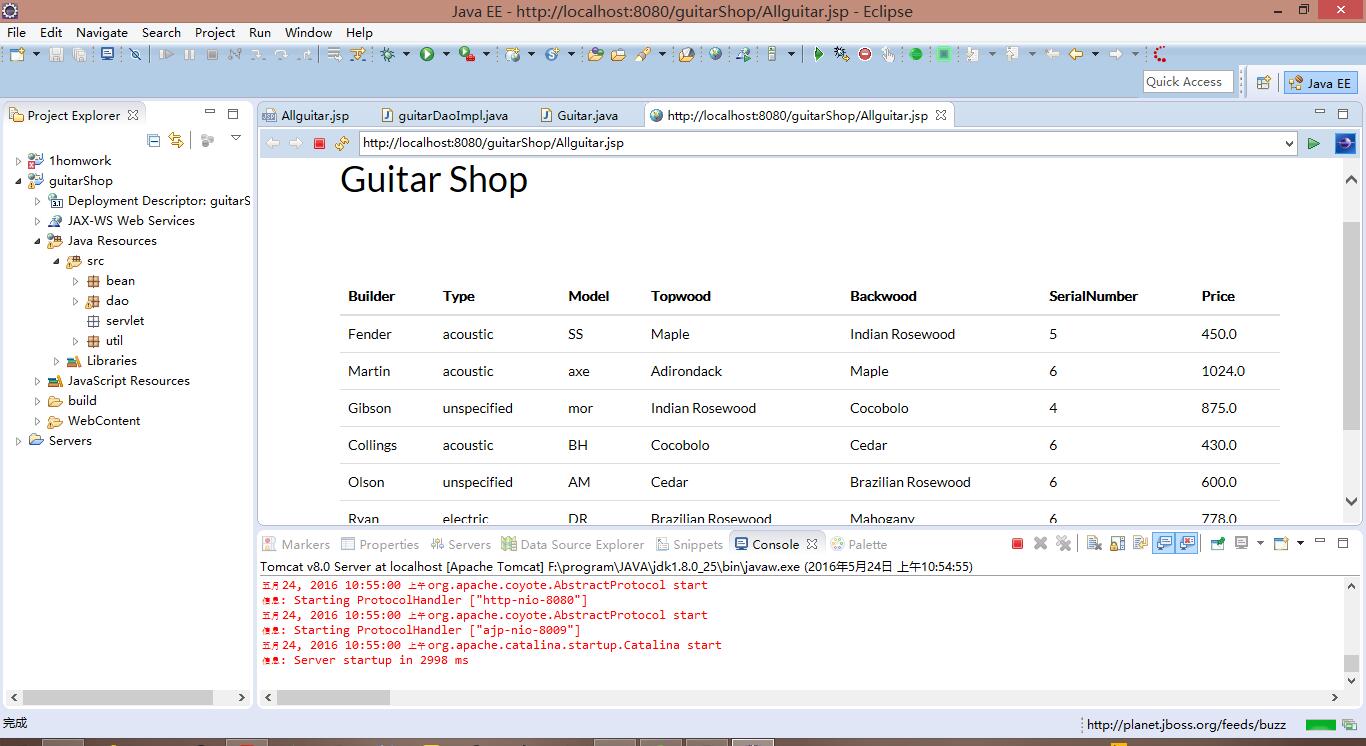 Java EE - http://localhost:8080/guitarShop/Allguitar.jsp - Eclipse
File Edit Navigate Search Project Run Window Help
Quick Access Java EE
Project Explorer
1homwork
guitarShop
Deployment Descriptor: guitarS
JAX-WS Web Services
Java Resources
src
bean
dao
servlet
util
Libraries
JavaScript Resources
build
WebContent
Servers
Allguitar.jsp guitarDaoImpl.java Guitar.java http://localhost:8080/guitarShop/Allguitar.jsp
http://localhost:8080/guitarShop/Allguitar.jsp
Guitar Shop
Builder Type Model Topwood Backwood SerialNumber Price
Fender acoustic SS Maple Indian Rosewood 5 450.0
Martin acoustic axe Adirondack Maple 6 1024.0
Gibson unspecified mor Indian Rosewood Cocobolo 4 875.0
Collings acoustic BH Cocobolo Cedar 6 430.0
Olson unspecified AM Cedar Brazilian Rosewood 6 600.0
Ryan electric DR Brazilian Rosewood Mahogany 6 778.0
Markers Properties Servers Data Source Explorer Snippets Console Palette
Tomcat v8.0 Server at localhost [Apache Tomcat] F:\program\JAVA\jdk1.8.0_25\bin\javaw.exe (2016年5月24日 上午10:54:55)
五月 24, 2016 10:55:00 上午 org.apache.coyote.AbstractProtocol start
信息: Starting ProtocolHandler ["http-nio-8080"]
五月 24, 2016 10:55:00 上午 org.apache.coyote.AbstractProtocol start
信息: Starting ProtocolHandler ["ajp-nio-8009"]
五月 24, 2016 10:55:00 上午 org.apache.catalina.startup.Catalina start
信息: Server startup in 2998 ms
完成
http://planet.jboss.org/feeds/buzz